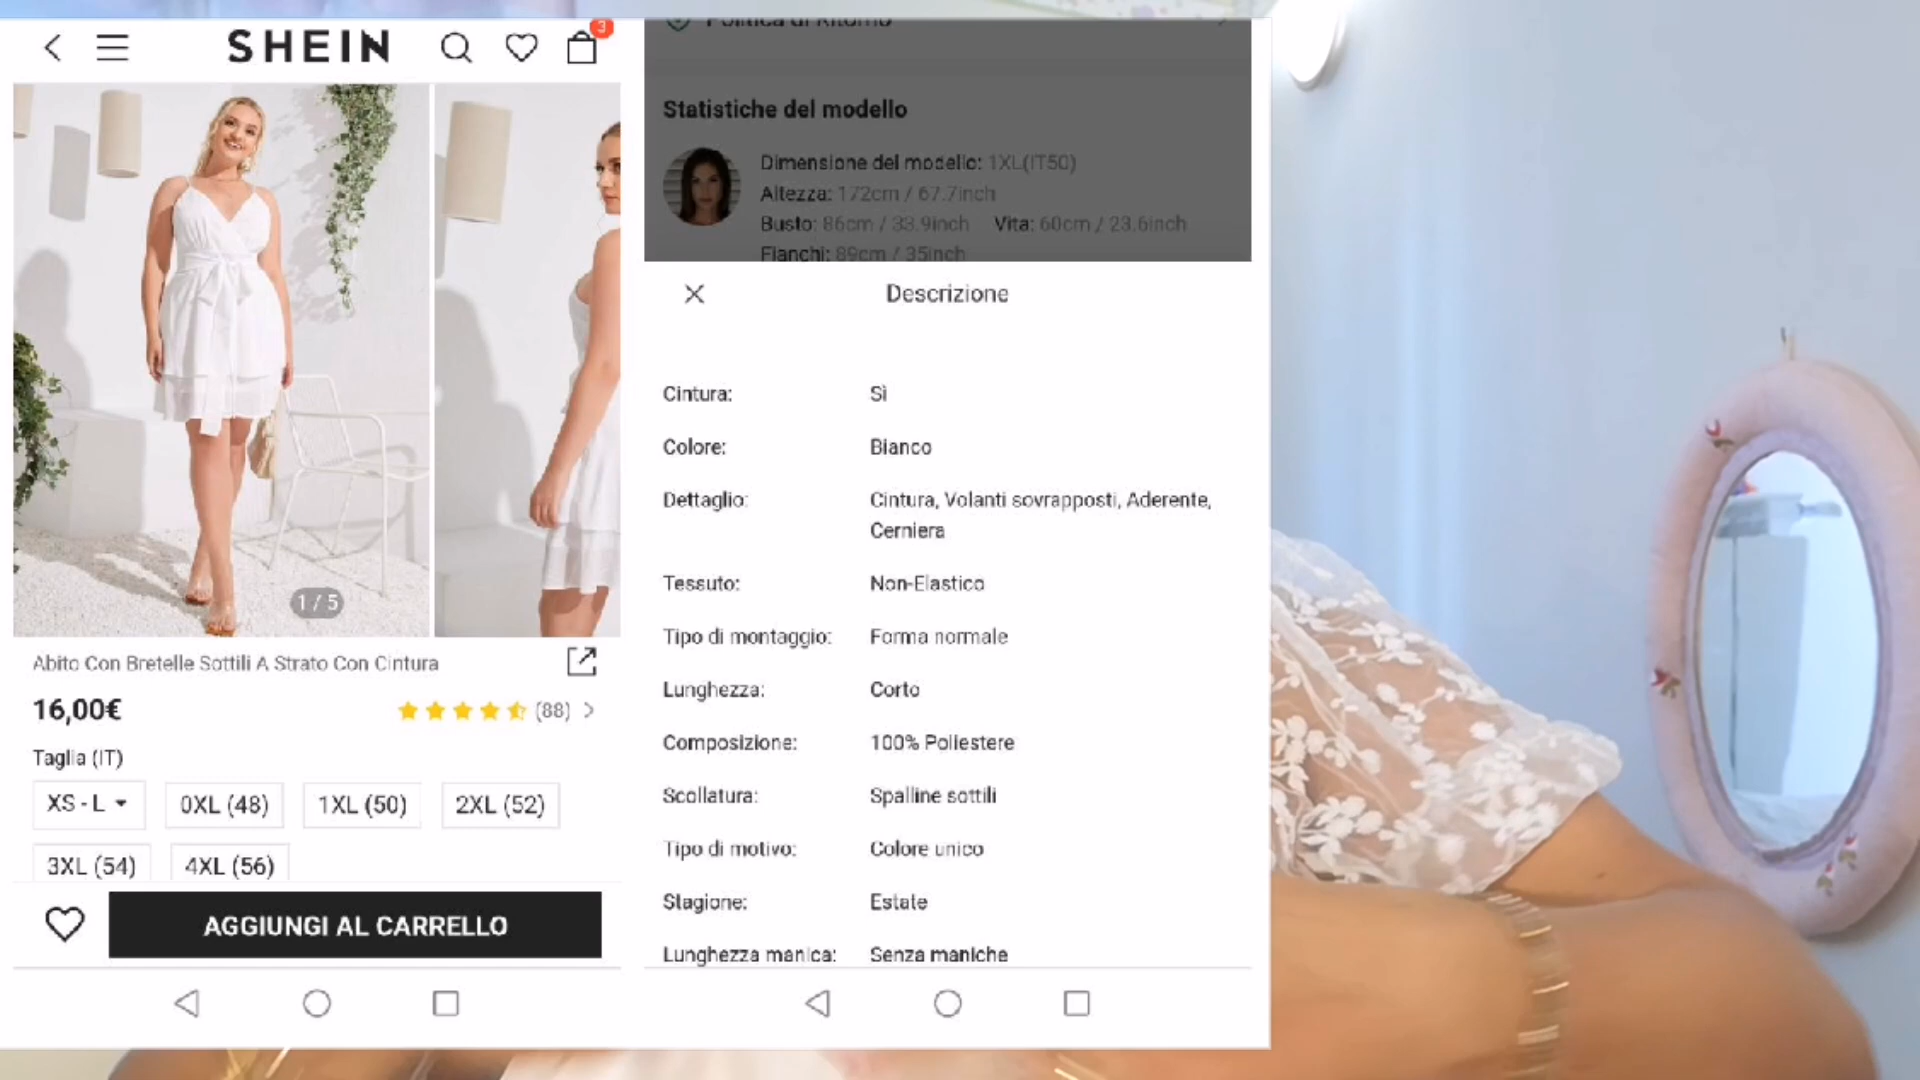 SHEIN
3
1 / 5
Abito Con Bretelle Sottili A Strato Con Cintura
16,00€
(88)
Taglia (IT)
XS - L
0XL (48)
1XL (50)
2XL (52)
3XL (54)
4XL (56)
AGGIUNGI AL CARRELLO
Politica di Ritorno
Statistiche del modello
Dimensione del modello: 1XL(IT50)
Altezza: 172cm / 67.7inch
Busto: 86cm / 33.9inch Vita: 60cm / 23.6inch
Fianchi: 89cm / 35inch
Descrizione
Cintura: Sì
Colore: Bianco
Dettaglio: Cintura, Volanti sovrapposti, Aderente,
Cerniera
Tessuto: Non-Elastico
Tipo di montaggio: Forma normale
Lunghezza: Corto
Composizione: 100% Poliestere
Scollatura: Spalline sottili
Tipo di motivo: Colore unico
Stagione: Estate
Lunghezza manica: Senza maniche